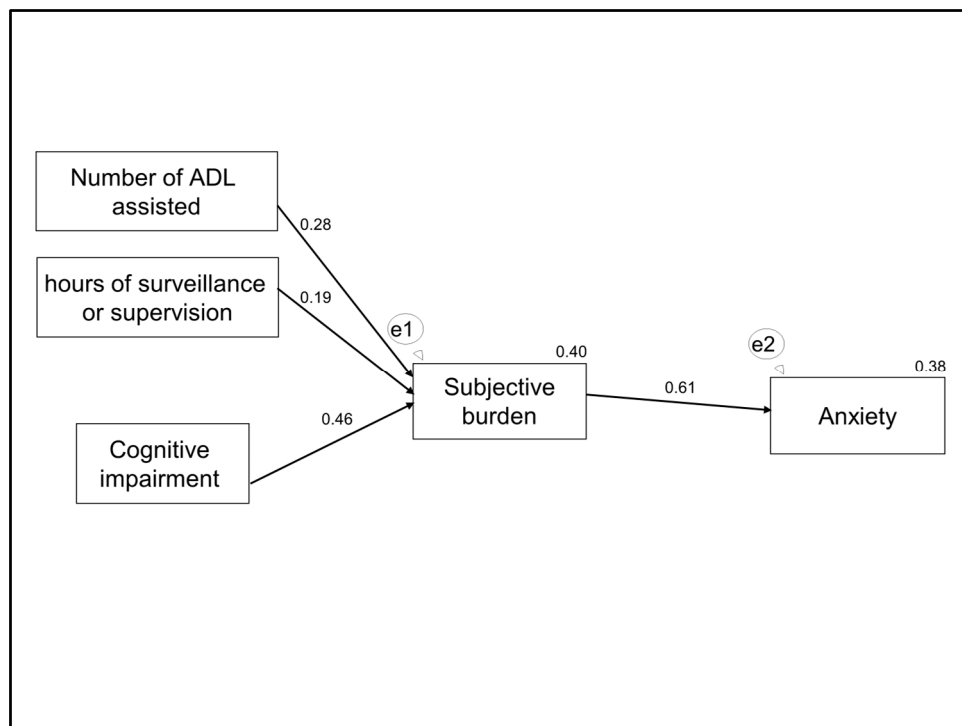 Number of ADL
assisted
0.28
hours of surveillance
or supervision
0.19
e1
e2
0.40
0.38
Subjective
burden
0.61
Anxiety
0.46
Cognitive
impairment